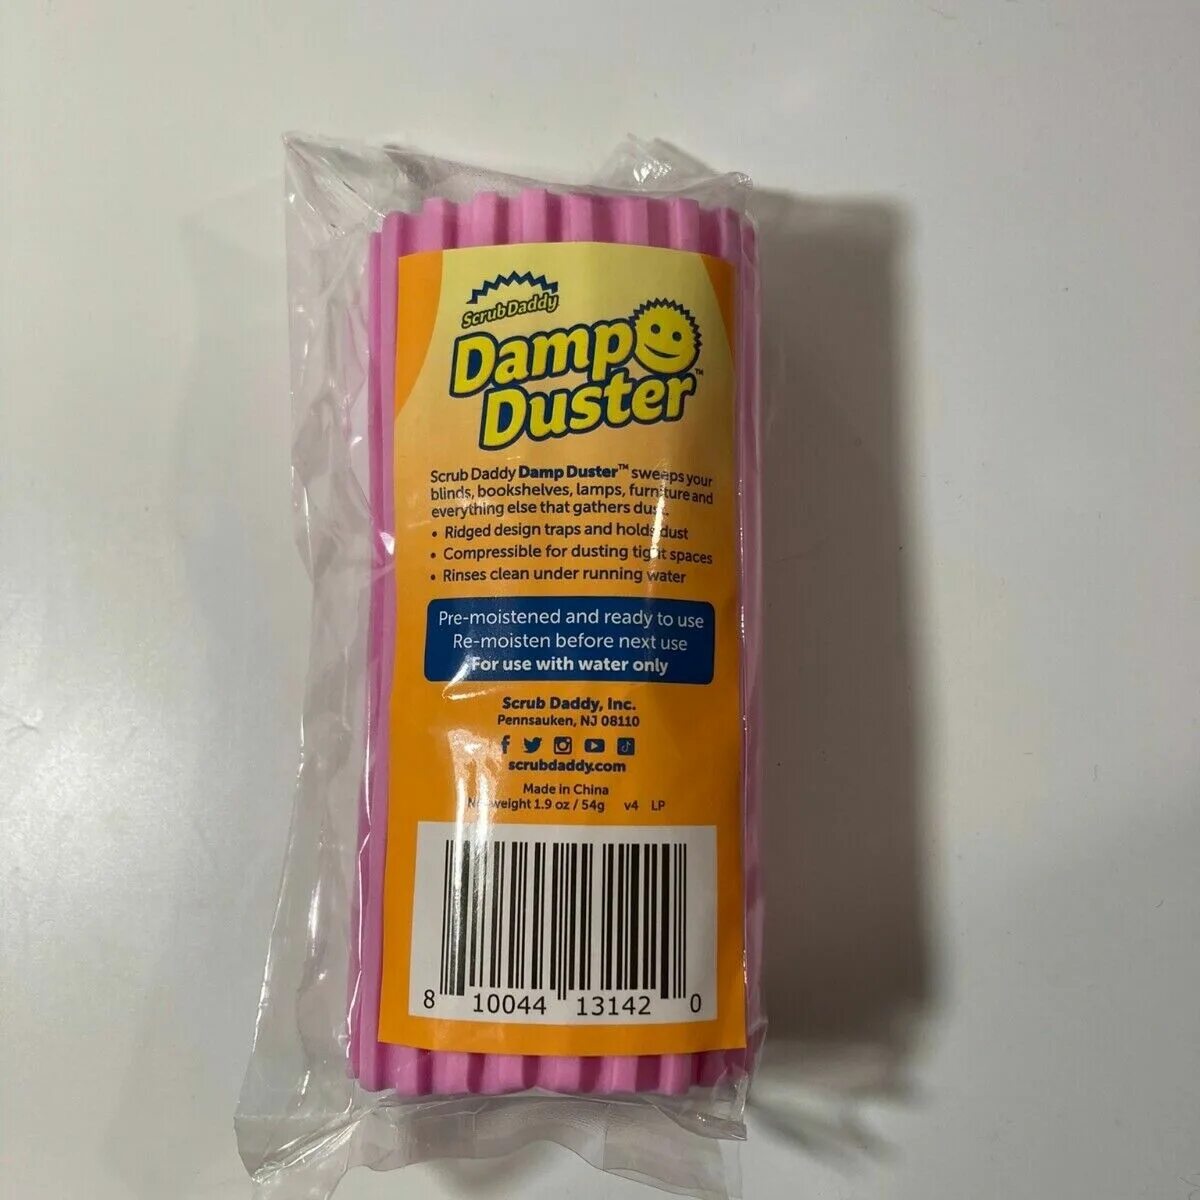 ScrubDaddy
Damp
Duster™
Scrub Daddy Damp Duster™ sweeps your
blinds, bookshelves, lamps, furniture and
everything else that gathers dust.
• Ridged design traps and holds dust
• Compressible for dusting tight spaces
• Rinses clean under running water
Pre-moistened and ready to use
Re-moisten before next use
For use with water only
Scrub Daddy, Inc.
Pennsauken, NJ 08110
scrubdaddy.com
Made in China
Net weight 1.9 oz / 54g v4 LP
8 10044 13142 0